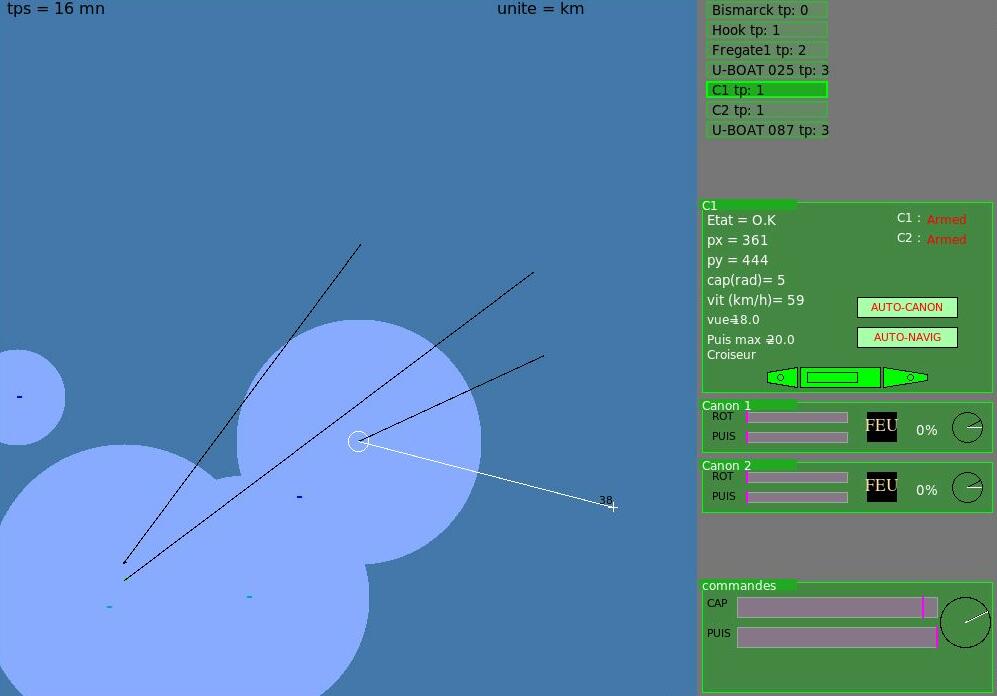 tps = 16 mn
unite = km
Bismarck tp: 0
Hook tp: 1
Fregate1 tp: 2
U-BOAT 025 tp: 3
C1 tp: 1
C2 tp: 1
U-BOAT 087 tp: 3
C1
Etat = O.K
C1 : Armed
px = 361
C2 : Armed
py = 444
cap(rad)= 5
vit (km/h)= 59
AUTO-CANON
vue=18.0
Puis max =20.0
AUTO-NAVIG
Croiseur
Canon 1
ROT
PUIS
FEU
0%
Canon 2
ROT
PUIS
FEU
0%
38
commandes
CAP
PUIS